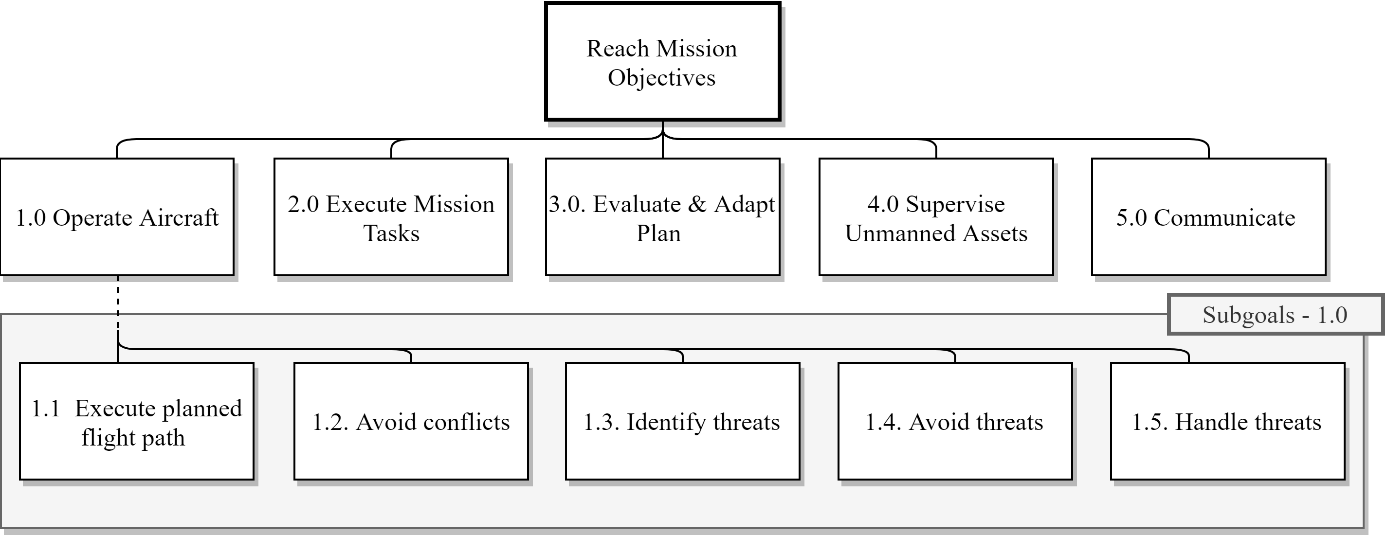 Reach Mission
Objectives
1.0 Operate Aircraft
2.0 Execute Mission
Tasks
3.0. Evaluate & Adapt
Plan
4.0 Supervise
Unmanned Assets
5.0 Communicate
Subgoals - 1.0
1.1  Execute planned
flight path
1.2. Avoid conflicts
1.3. Identify threats
1.4. Avoid threats
1.5. Handle threats